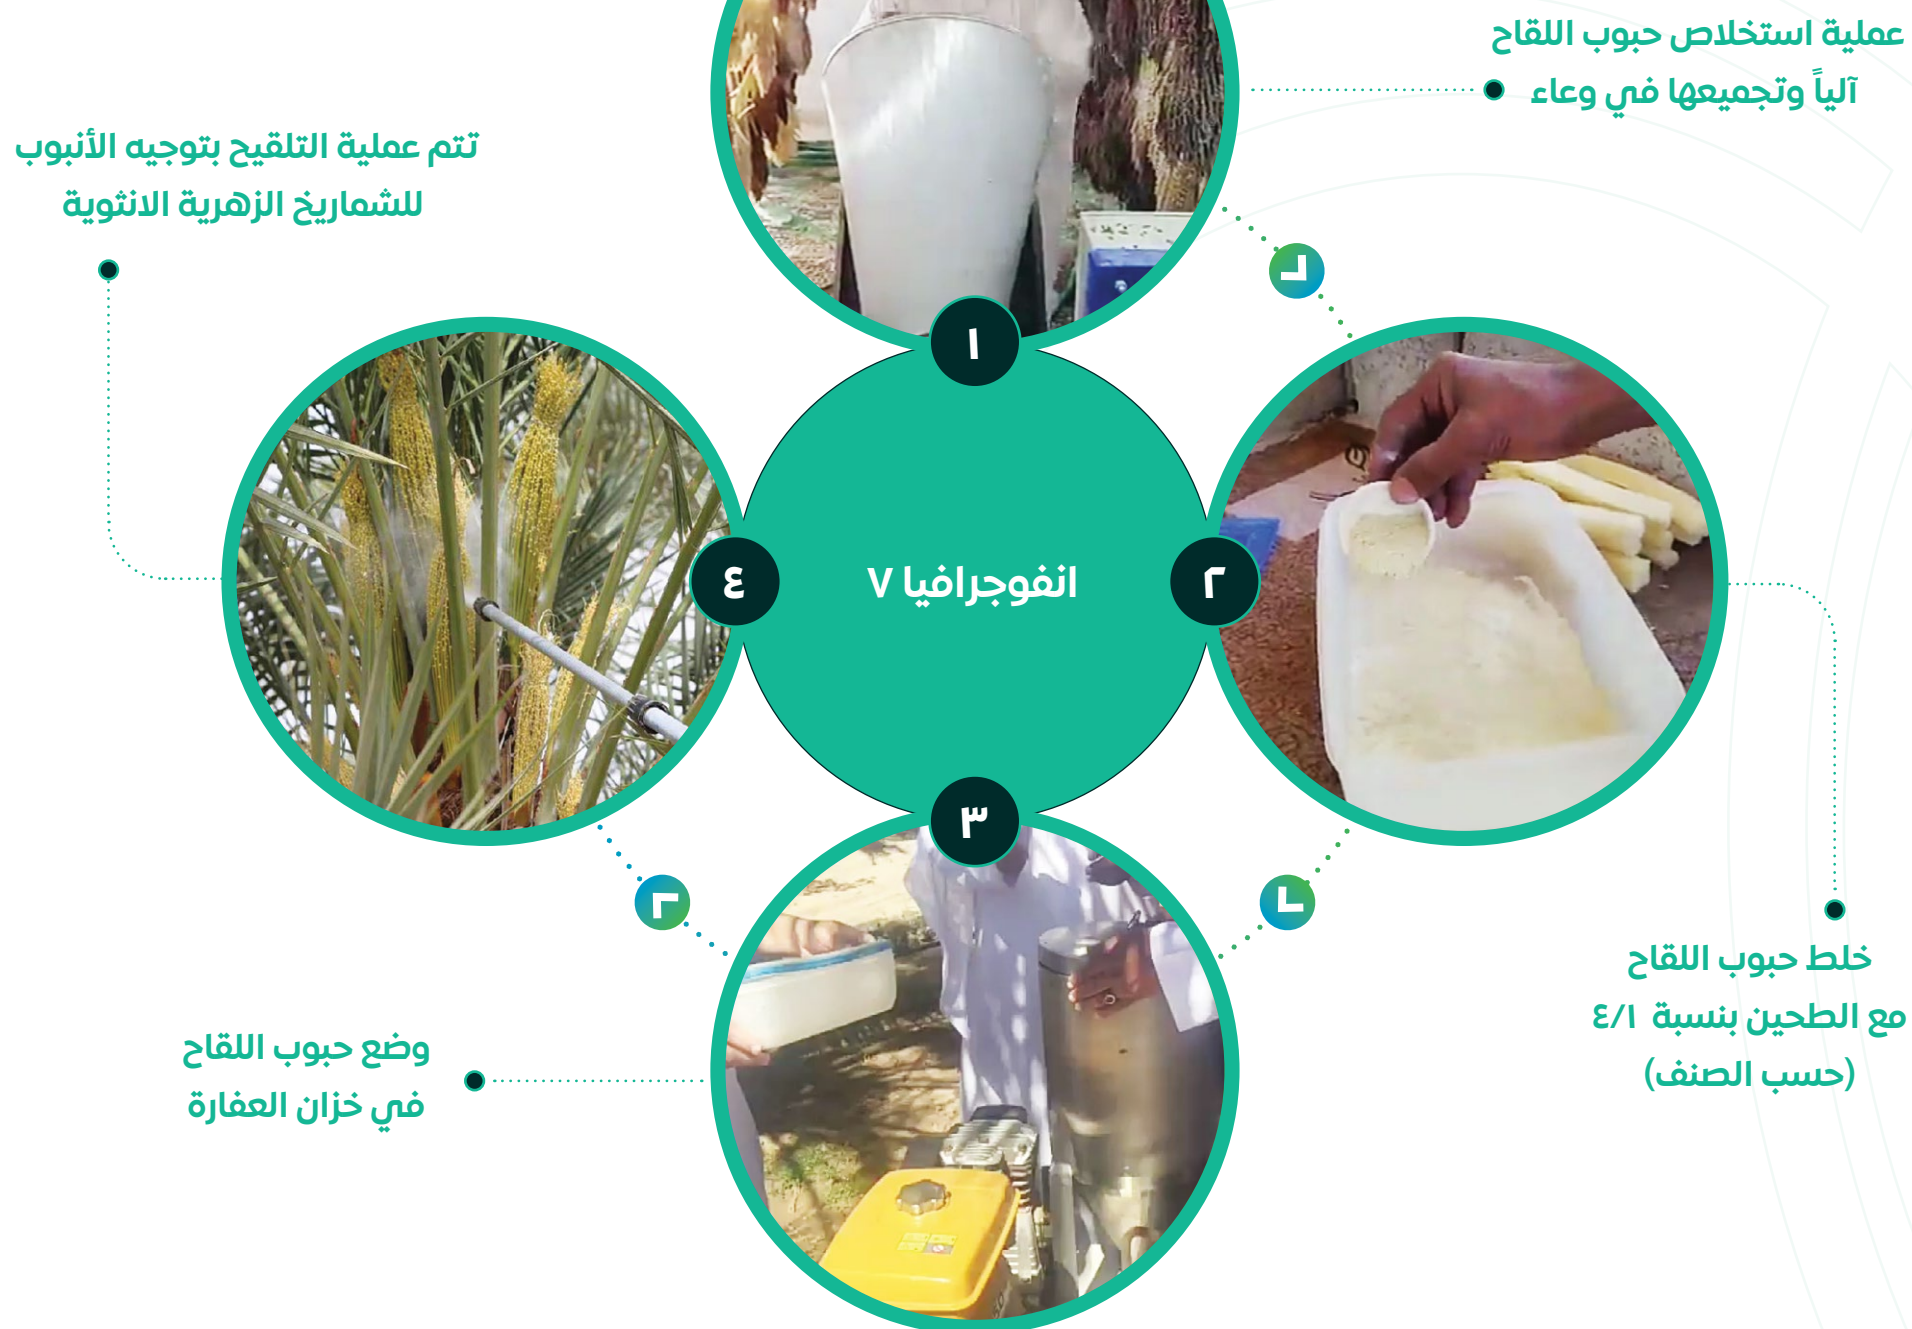 عملية استخلاص حبوب اللقاح
آلياً وتجميعها في وعاء
تتم عملية التلقيح بتوجيه الأنبوب
للشماريخ الزهرية الانثوية
١
٤
انفوجرافيا ٧
٢
٣
خلط حبوب اللقاح
مع الطحين بنسبة ٤/١
(حسب الصنف)
وضع حبوب اللقاح
في خزان العفارة